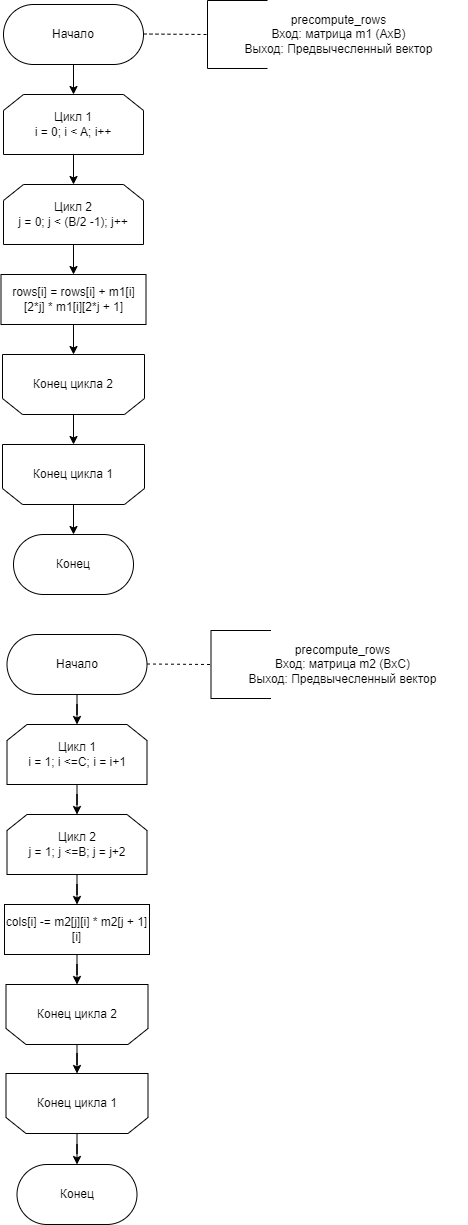 Начало
precompute_rows
Вход: матрица m1 (AxB)
Выход: Предвычесленный вектор
Цикл 1
i = 0; i < A; i++
Цикл 2
j = 0; j < (B/2 -1); j++
rows[i] = rows[i] + m1[i]
[2*j] * m1[i][2*j + 1]
Конец цикла 2
Конец цикла 1
Конец
Начало
precompute_rows
Вход: матрица m2 (BxC)
Выход: Предвычесленный вектор
Цикл 1
i = 1; i <=C; i = i+1
Цикл 2
j = 1; j <=B; j = j+2
cols[i] -= m2[j][i] * m2[j + 1]
[i]
Конец цикла 2
Конец цикла 1
Конец